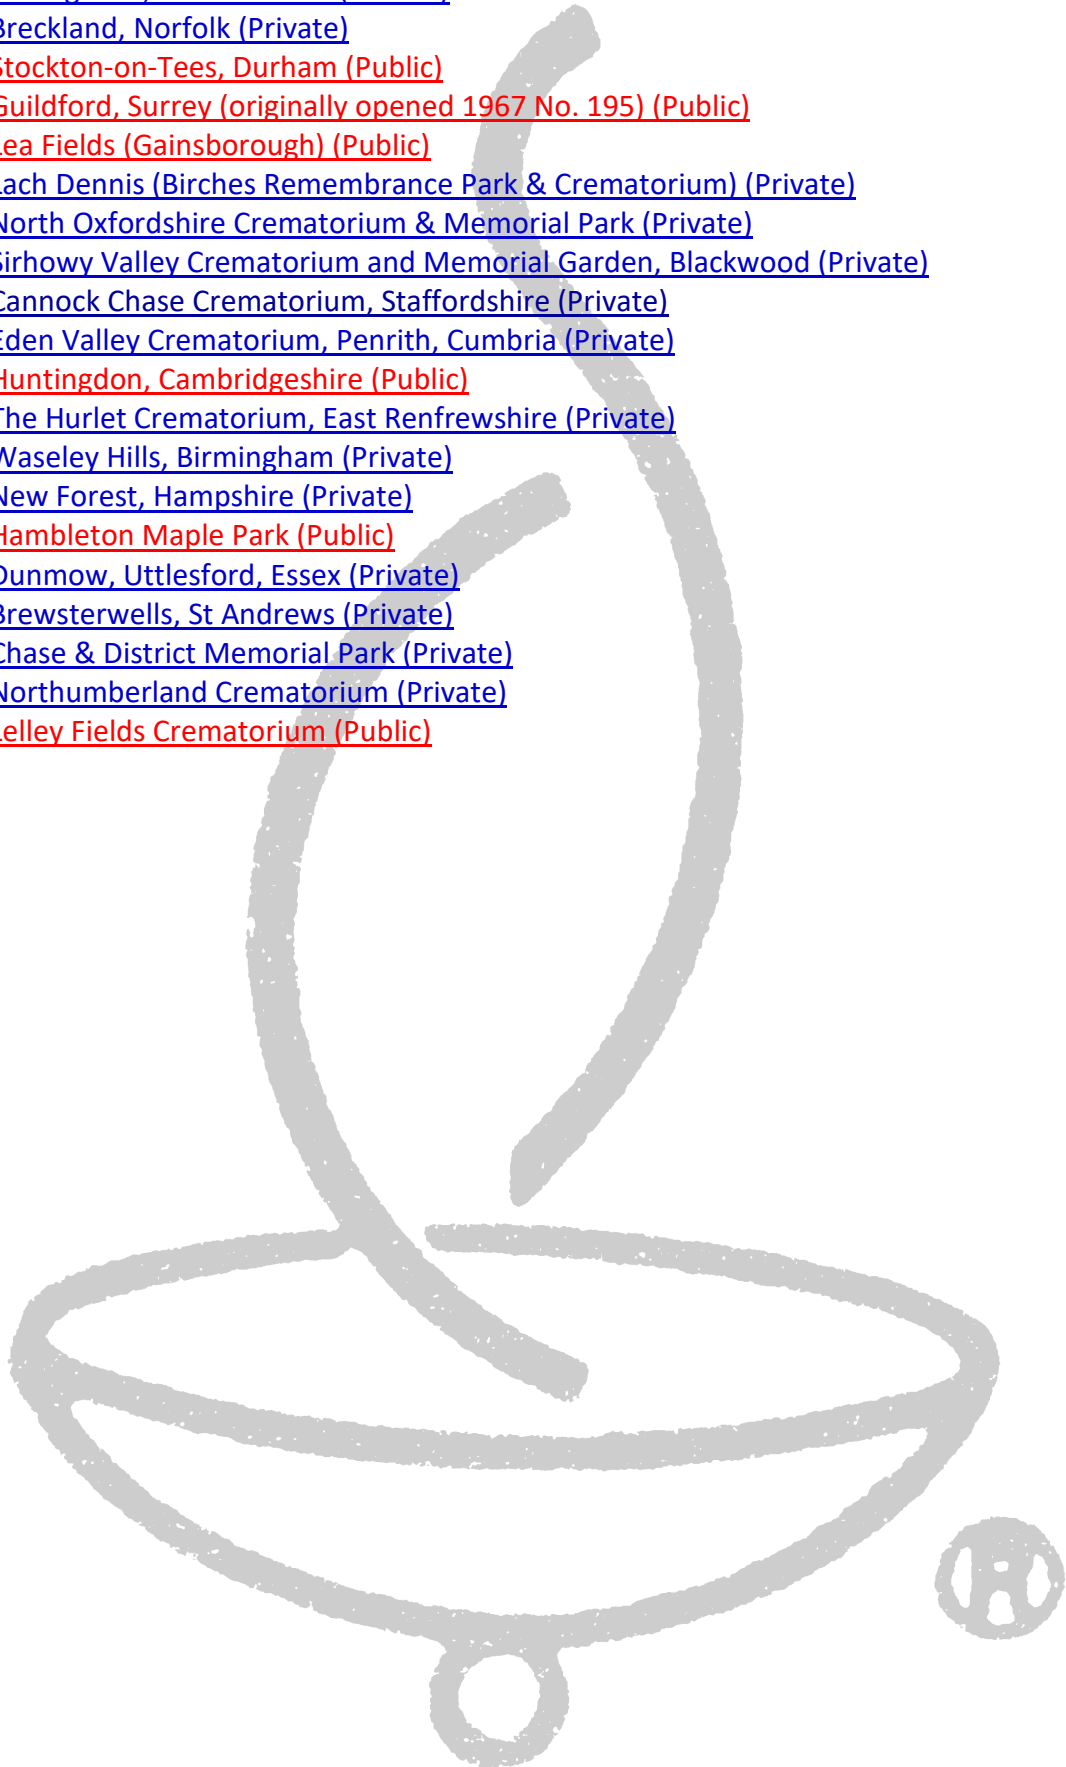 Breckland, Norfolk (Private)
Stockton-on-Tees, Durham (Public)
Guildford, Surrey (originally opened 1967 No. 195) (Public)
Lea Fields (Gainsborough) (Public)
Lach Dennis (Birches Remembrance Park & Crematorium) (Private)
North Oxfordshire Crematorium & Memorial Park (Private)
Sirhowy Valley Crematorium and Memorial Garden, Blackwood (Private)
Cannock Chase Crematorium, Staffordshire (Private)
Eden Valley Crematorium, Penrith, Cumbria (Private)
Huntingdon, Cambridgeshire (Public)
The Hurlet Crematorium, East Renfrewshire (Private)
Waseley Hills, Birmingham (Private)
New Forest, Hampshire (Private)
Hambleton Maple Park (Public)
Dunmow, Uttlesford, Essex (Private)
Brewsterwells, St Andrews (Private)
Chase & District Memorial Park (Private)
Northumberland Crematorium (Private)
Lelley Fields Crematorium (Public)